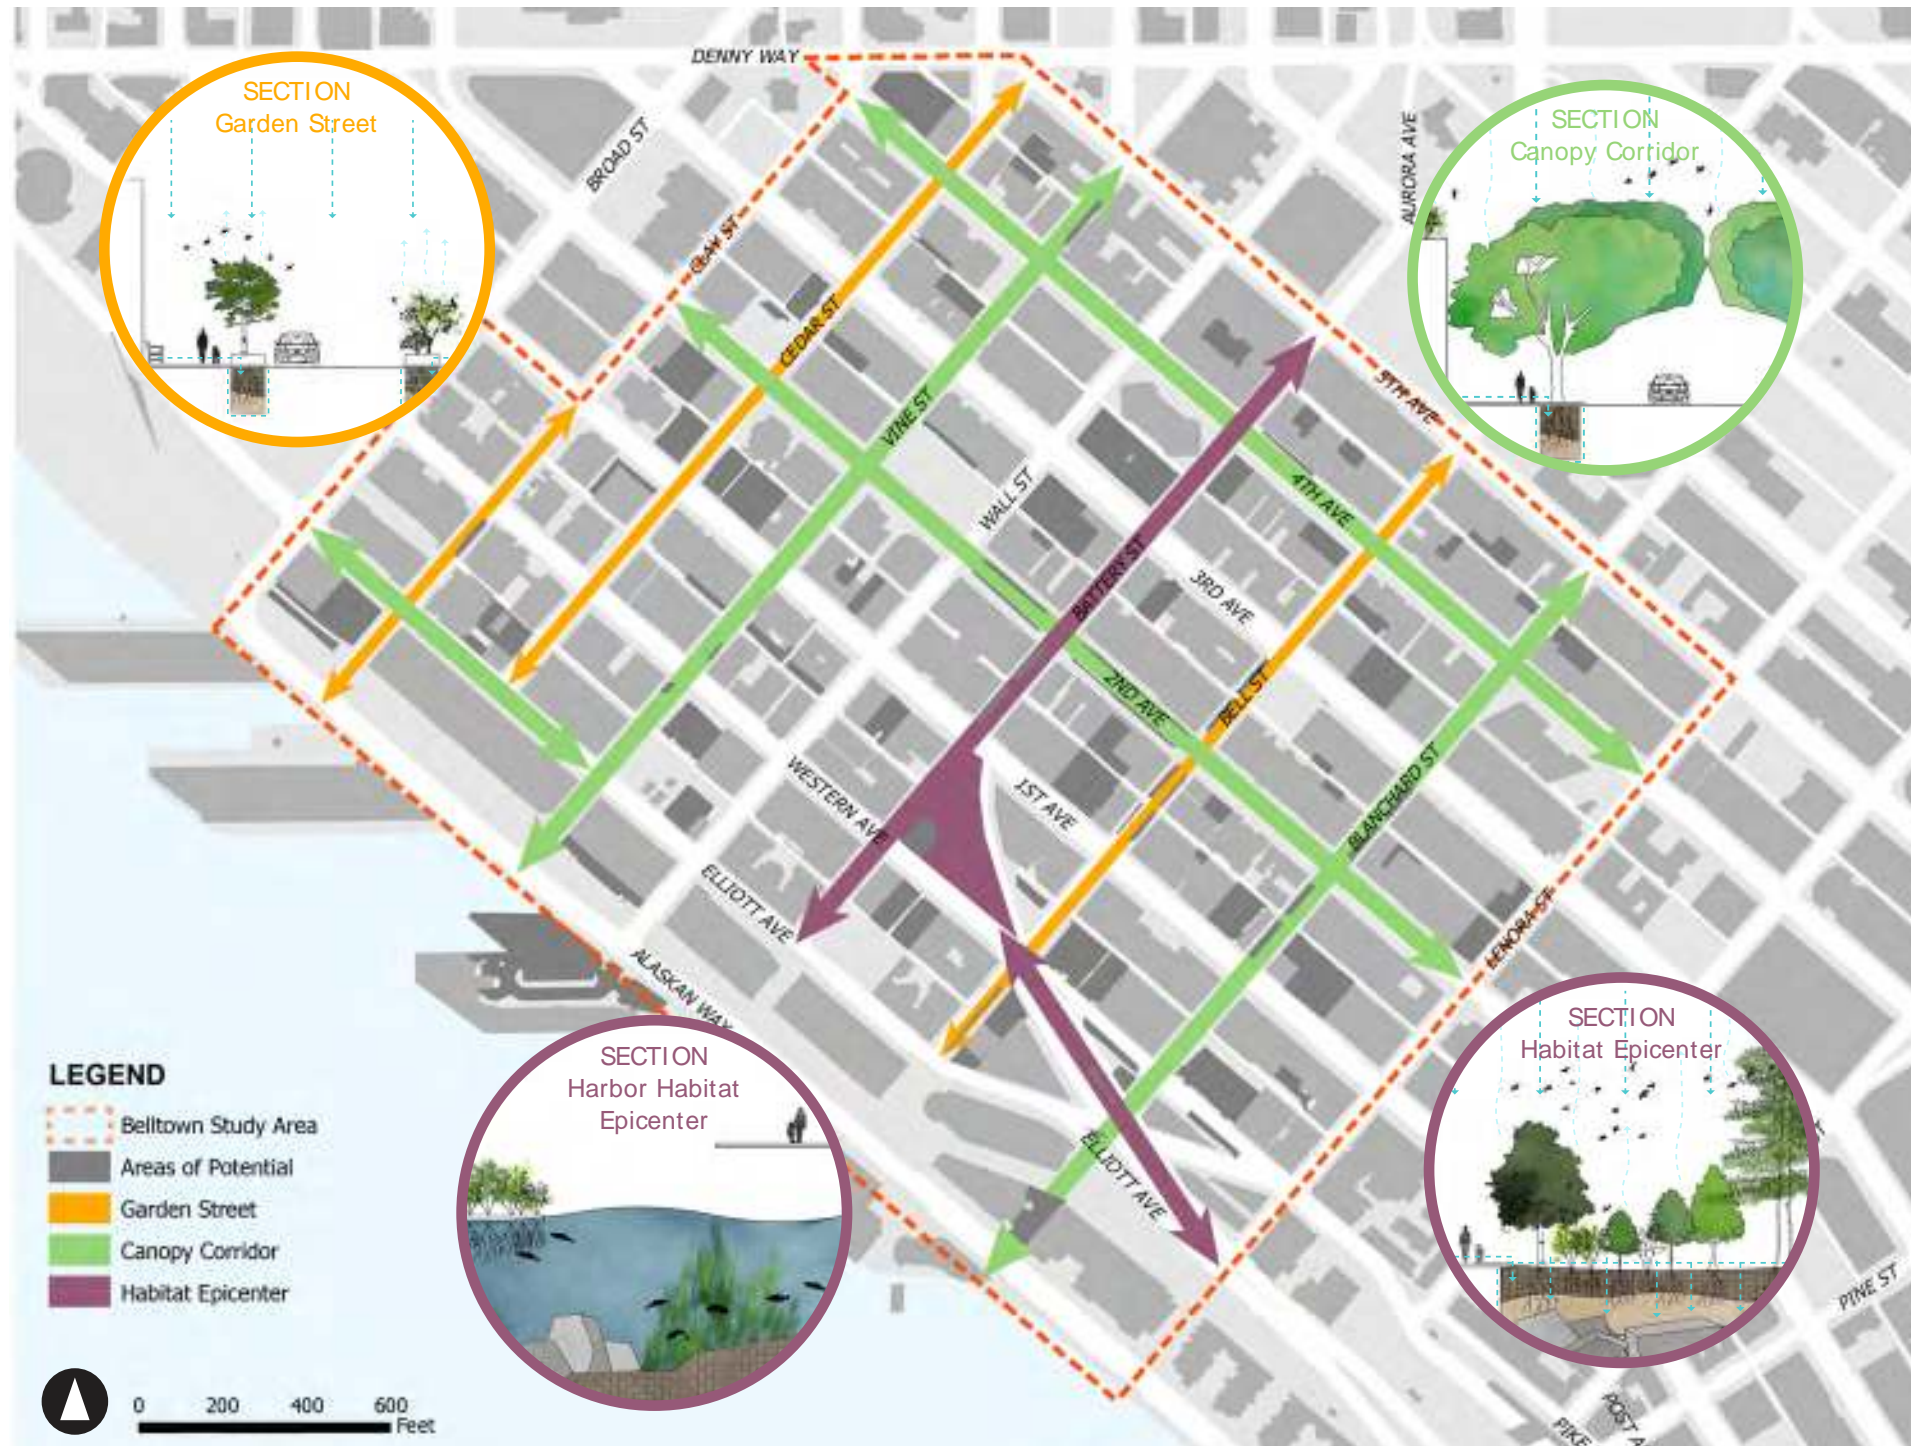 DENNY WAY
SECTION
Garden Street
BROAD ST
AURORA AVE
SECTION
Canopy Corridor
CLAY ST
CEDAR ST
VINE ST
5TH AVE
WALL ST
4TH AVE
BATTERY ST
3RD AVE
2ND AVE
BELL ST
WESTERN AVE
1ST AVE
BLANCHARD ST
ELLIOTT AVE
LENORA ST
ALASKAN WAY
SECTION
Harbor Habitat
Epicenter
SECTION
Habitat Epicenter
ELLIOTT AVE
PINE ST
POST A
PIKE
LEGEND
Belltown Study Area
Areas of Potential
Garden Street
Canopy Corridor
Habitat Epicenter
0 200 400 600
Feet